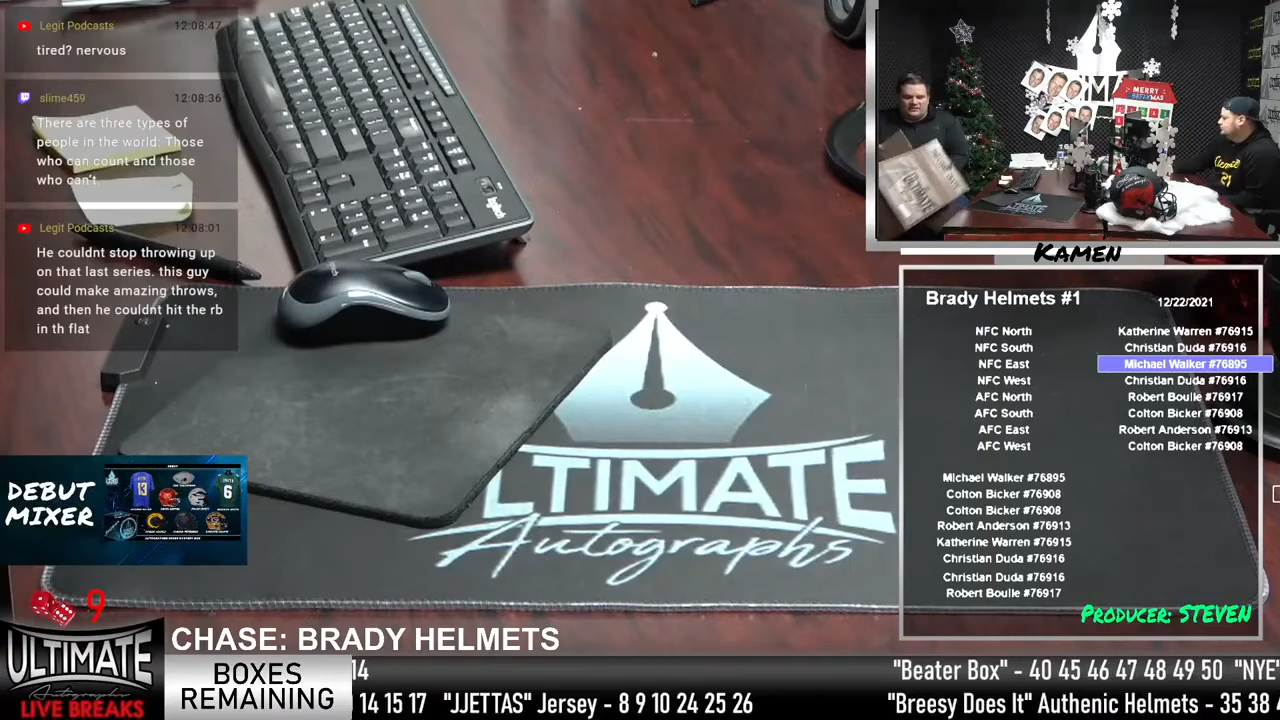 Legit Podcasts 12:08:47
tired? nervous
slime459 12:08:36
There are three types of
people in the world: Those
who can count and those
who can't.
Legit Podcasts 12:08:01
He couldnt stop throwing up
on that last series. this guy
could make amazing throws,
and then he couldnt hit the rb
in th flat
MERRY
BREAKMAS
KAMEN
Brady Helmets #1 12/22/2021
NFC North Katherine Warren #76915
NFC South Christian Duda #76916
NFC East Michael Walker #76895
NFC West Christian Duda #76916
AFC North Robert Boulle #76917
AFC South Colton Bicker #76908
AFC East Robert Anderson #76913
AFC West Colton Bicker #76908
Michael Walker #76895
Colton Bicker #76908
Colton Bicker #76908
Robert Anderson #76913
Katherine Warren #76915
Christian Duda #76916
Christian Duda #76916
Robert Boulle #76917
PRODUCER: STEVEN
LTIMATE
Autographs
DEBUT
MIXER
13
6
9
ULTIMATE
Autographs
LIVE BREAKS
CHASE: BRADY HELMETS
BOXES
REMAINING
14 "Beater Box" - 40 45 46 47 48 49 50 "NYE"
14 15 17 "JJETTAS" Jersey - 8 9 10 24 25 26 "Breesy Does It" Authenic Helmets - 35 38